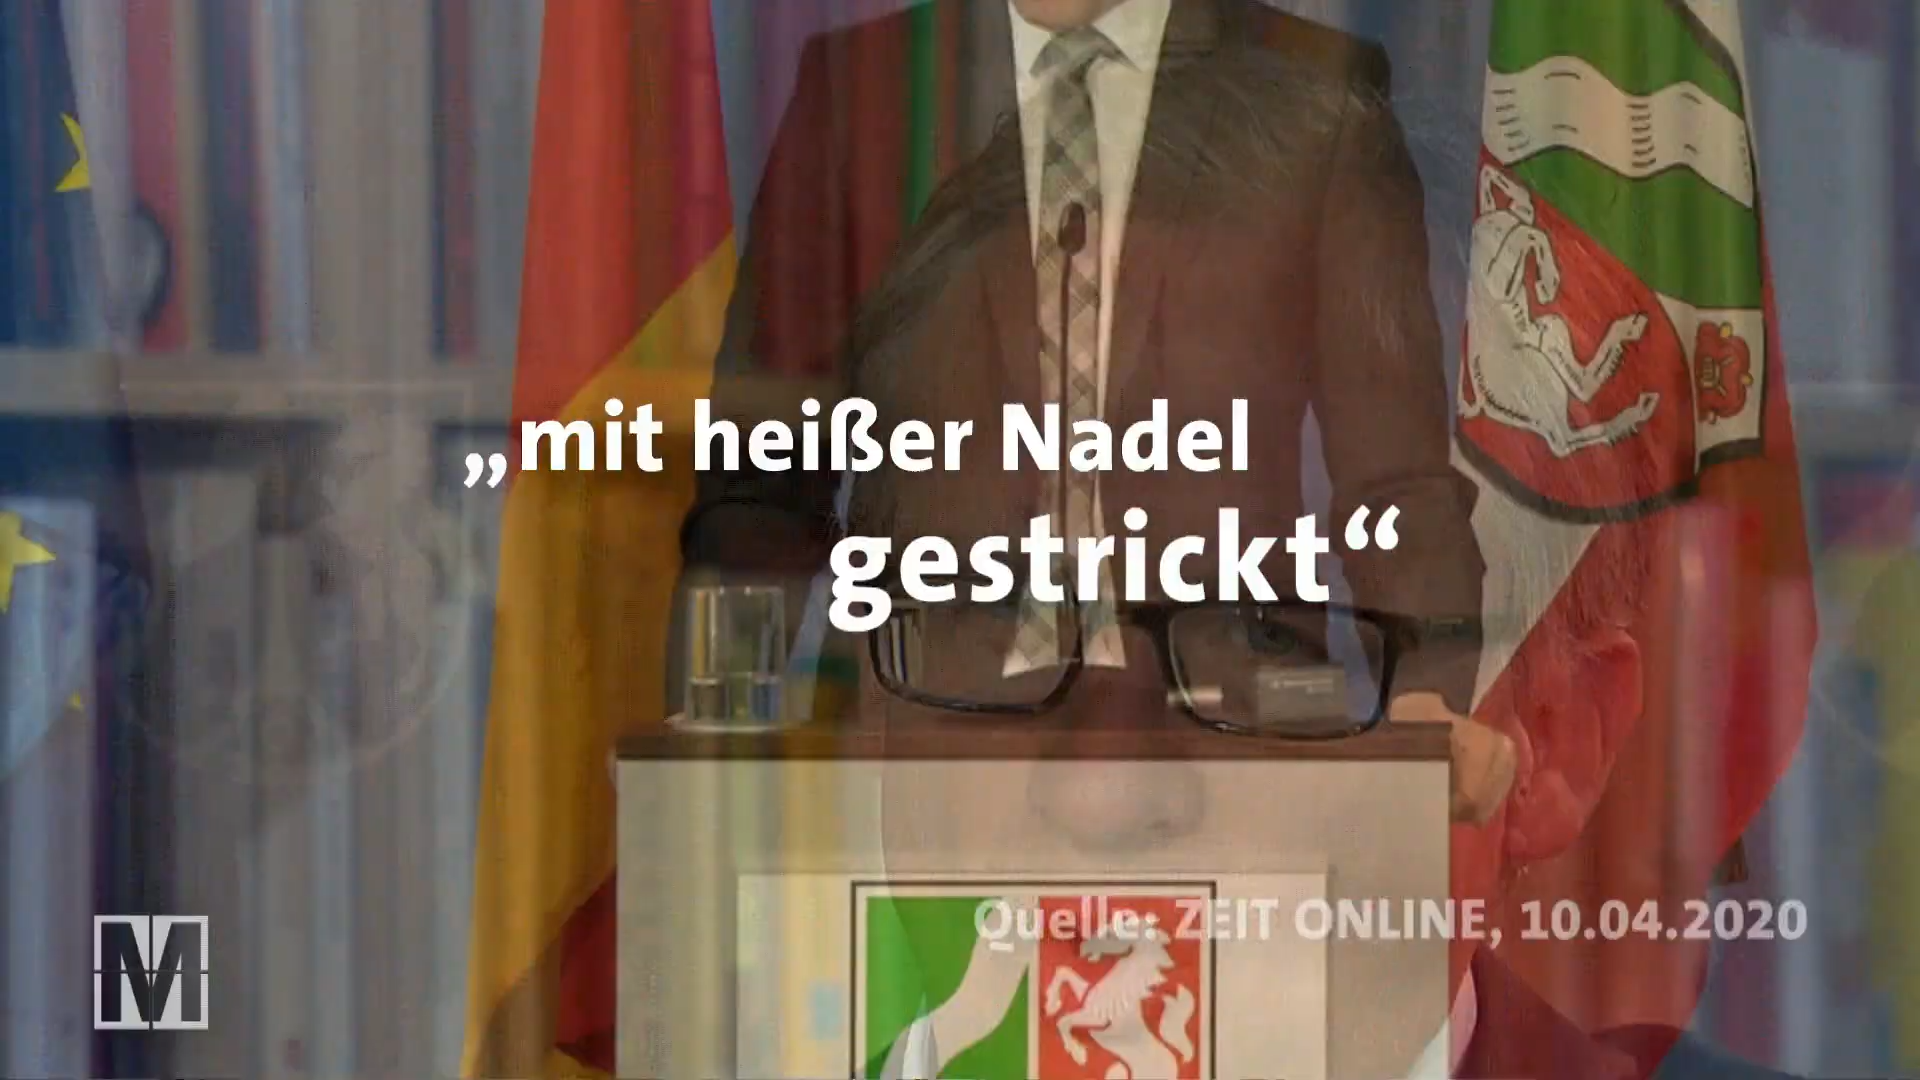 „mit heißer Nadel
gestrickt“
Quelle: ZEIT ONLINE, 10.04.2020
M